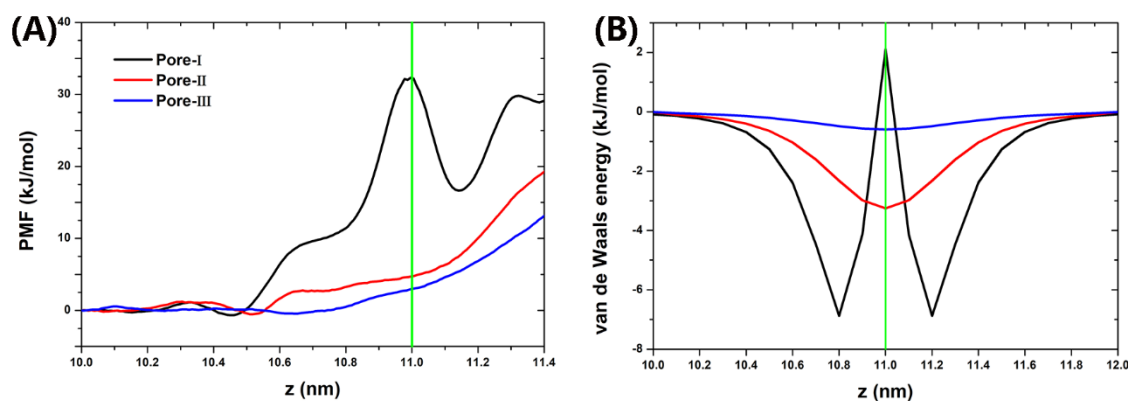 (A)
PMF (kJ/mol)
40
30
20
10
0
Pore-I
Pore-II
Pore-III
10.0 10.2 10.4 10.6 10.8 11.0 11.2 11.4
z (nm)
(B)
van de Waals energy (kJ/mol)
2
0
-2
-4
-6
-8
10.0 10.2 10.4 10.6 10.8 11.0 11.2 11.4 11.6 11.8 12.0
z (nm)